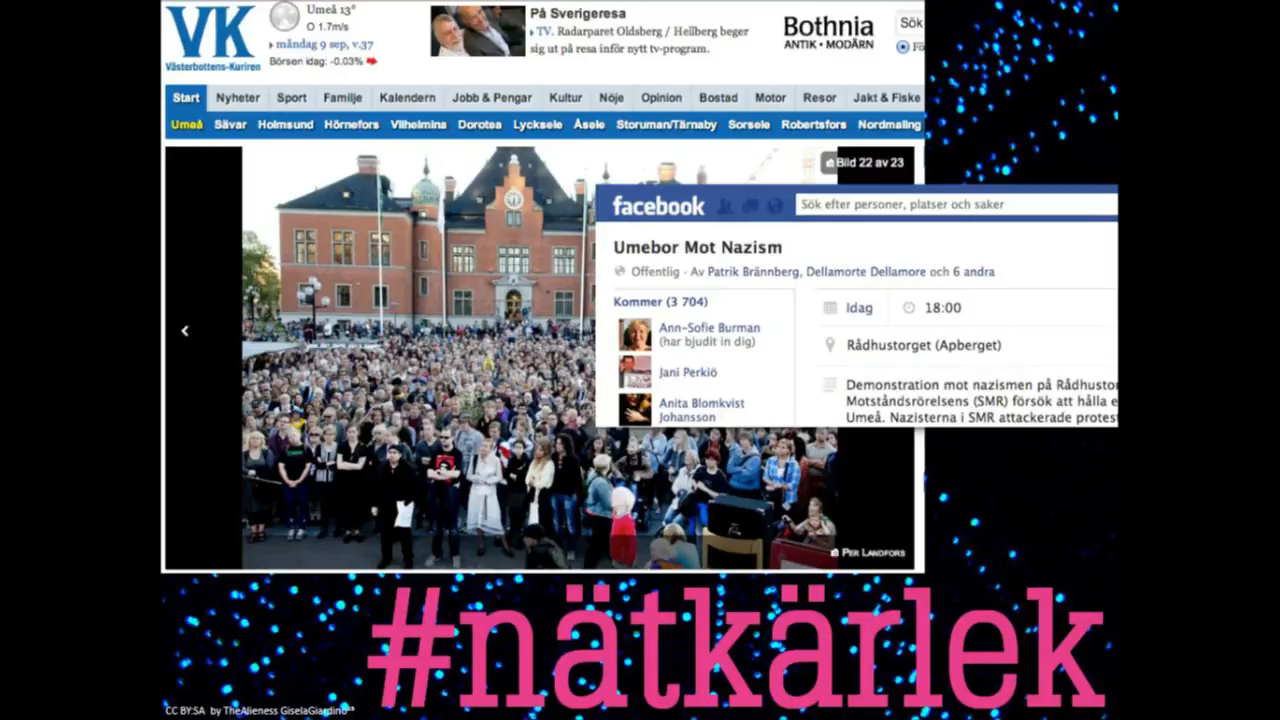 VK
Västerbottens-Kuriren
Umeå 13°
1.7m/s
måndag 9 sep, v.37
Börsen idag: -0.03%
På Sverigeresa
TV. Radarparet Oldsberg / Hellberg beger
sig ut på resa inför nytt tv-program.
Bothnia
ANTIK • MODÄRN
Sök
Start Nyheter Sport Familje Kalendern Jobb & Pengar Kultur Nöje Opinion Bostad Motor Resor Jakt & Fiske
Umeå Sävar Holmsund Hörnefors Vilhelmina Dorotea Lycksele Åsele Storuman/Tärnaby Sorsele Robertsfors Nordmaling
Bild 22 av 23
facebook
Sök efter personer, platser och saker
Umebor Mot Nazism
Offentlig · Av Patrik Brännberg, Dellamorte Dellamore och 6 andra
Kommer (3 704)
Ann-Sofie Burman
(har bjudit in dig)
Jani Perkiö
Anita Blomkvist
Johansson
Idag
18:00
Rådhustorget (Apberget)
Demonstration mot nazismen på Rådhustor
Motståndsrörelsens (SMR) försök att hålla e
Umeå. Nazisterna i SMR attackerade protest
PER LANDFORS
#nätkärlek
CC BY:SA by TheAlieness GiselaGiardino